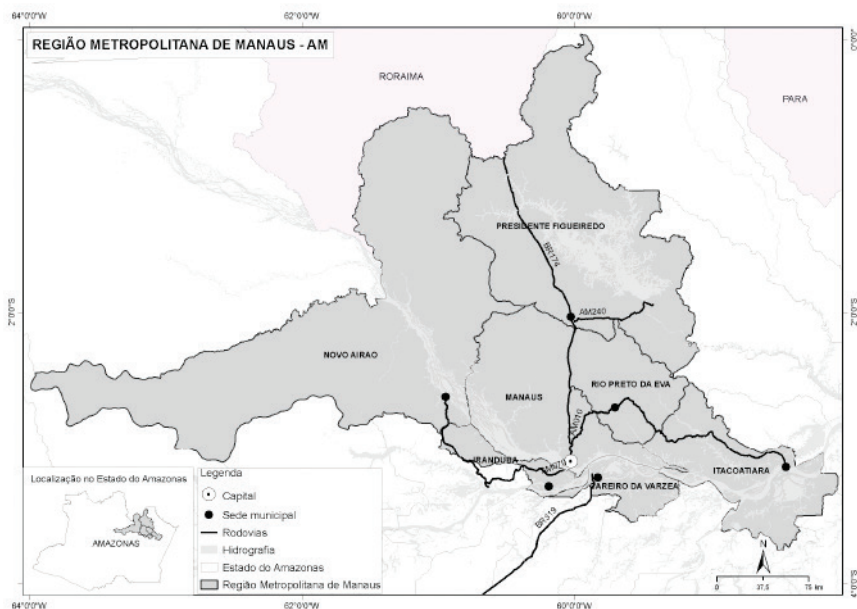 64°0'0"W
62°0'0"W
60°0'0"W
REGIÃO METROPOLITANA DE MANAUS - AM
RORAIMA
PARA
PRESIDENTE FIGUEIREDO
BR174
AM240
2°0'0"S
2°0'0"S
NOVO AIRAO
MANAUS
RIO PRETO DA EVA
AM010
IRANDUBA
ITACOATIARA
CAREIRO DA VARZEA
BR319
Localização no Estado do Amazonas
AMAZONAS
Legenda
Capital
Sede municipal
Rodovias
Hidrografia
Estado do Amazonas
Região Metropolitana de Manaus
N
0 37,5 75 km
4°0'0"S
64°0'0"W
62°0'0"W
60°0'0"W